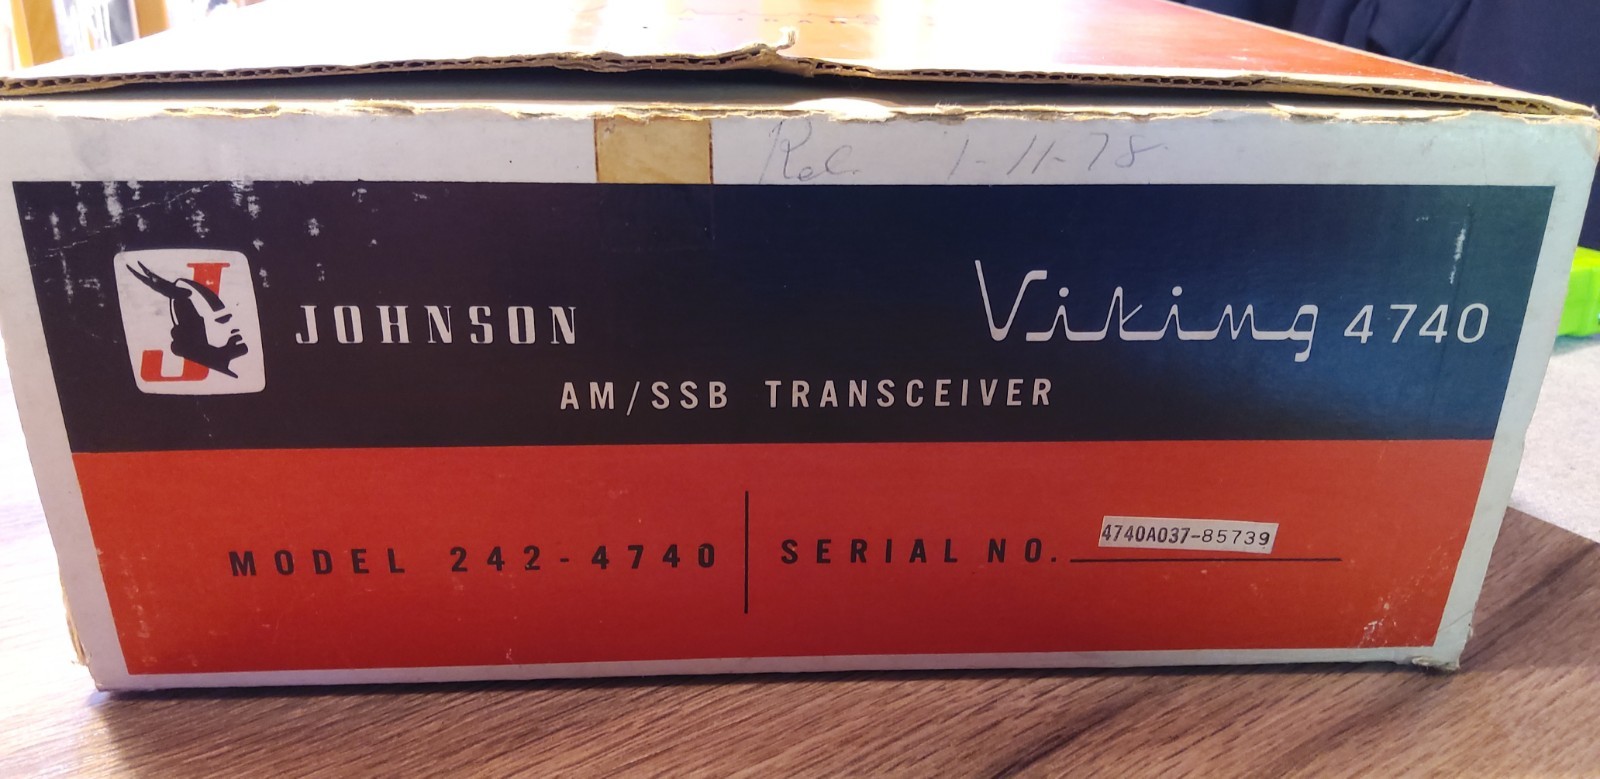 Rec. 1-11-78
J JOHNSON
Viking 4740
AM/SSB TRANSCEIVER
MODEL 242-4740
SERIAL NO. 4740A037-85739